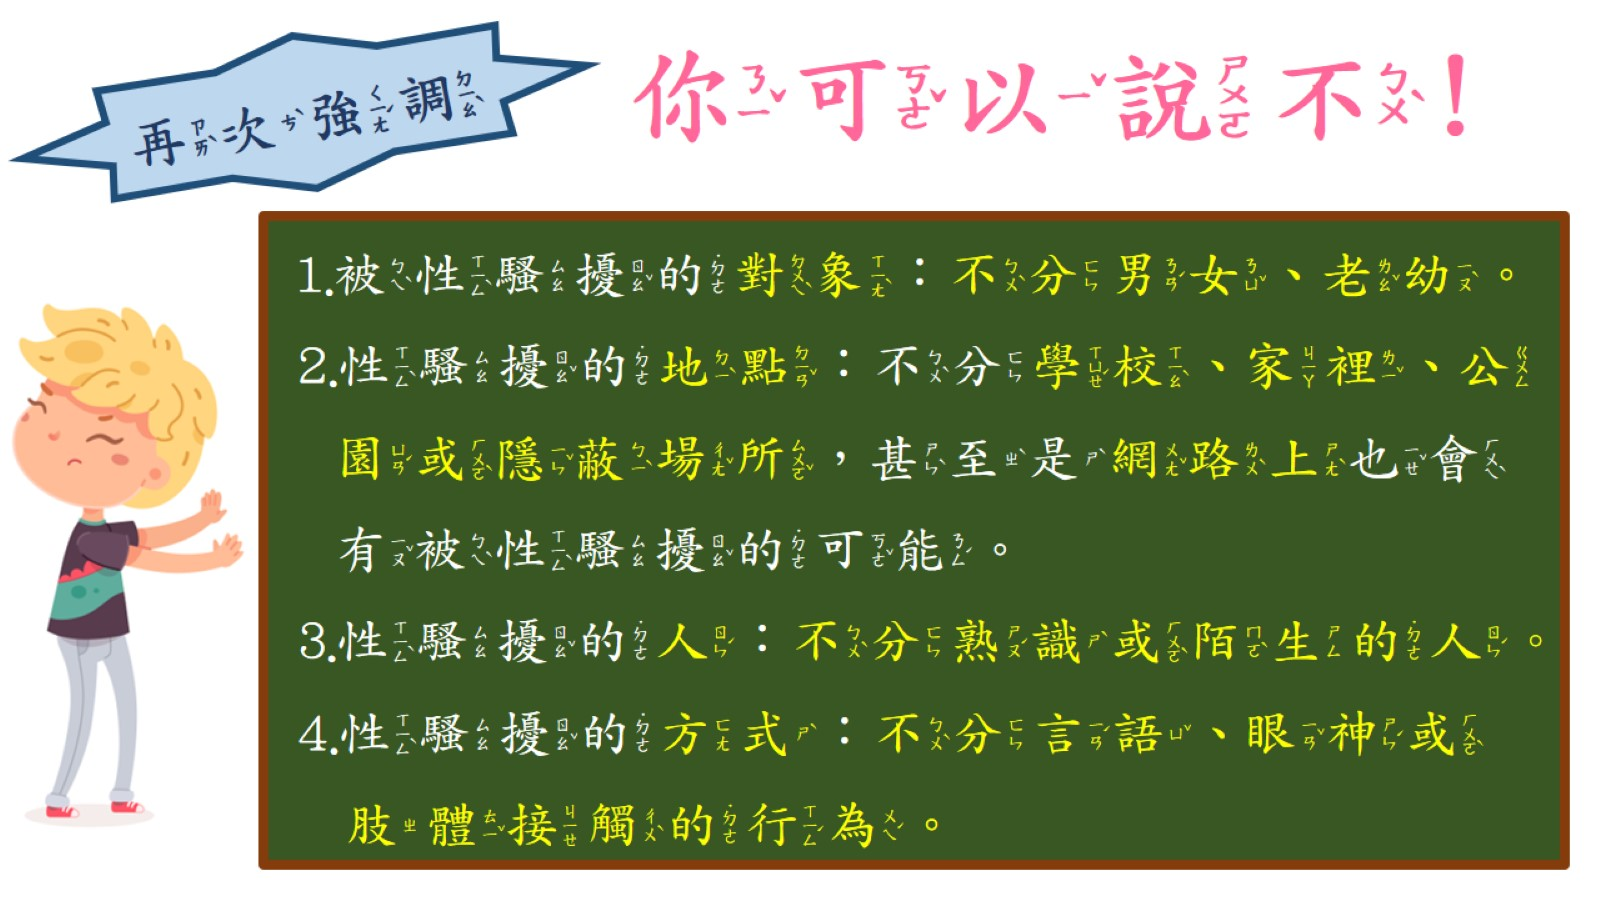 再次強調
你可以說不！
1.被性騷擾的對象：不分男女、老幼。
2.性騷擾的地點：不分學校、家裡、公
園或隱蔽場所，甚至是網路上也會
有被性騷擾的可能。
3.性騷擾的人：不分熟識或陌生的人。
4.性騷擾的方式：不分言語、眼神或
肢體接觸的行為。